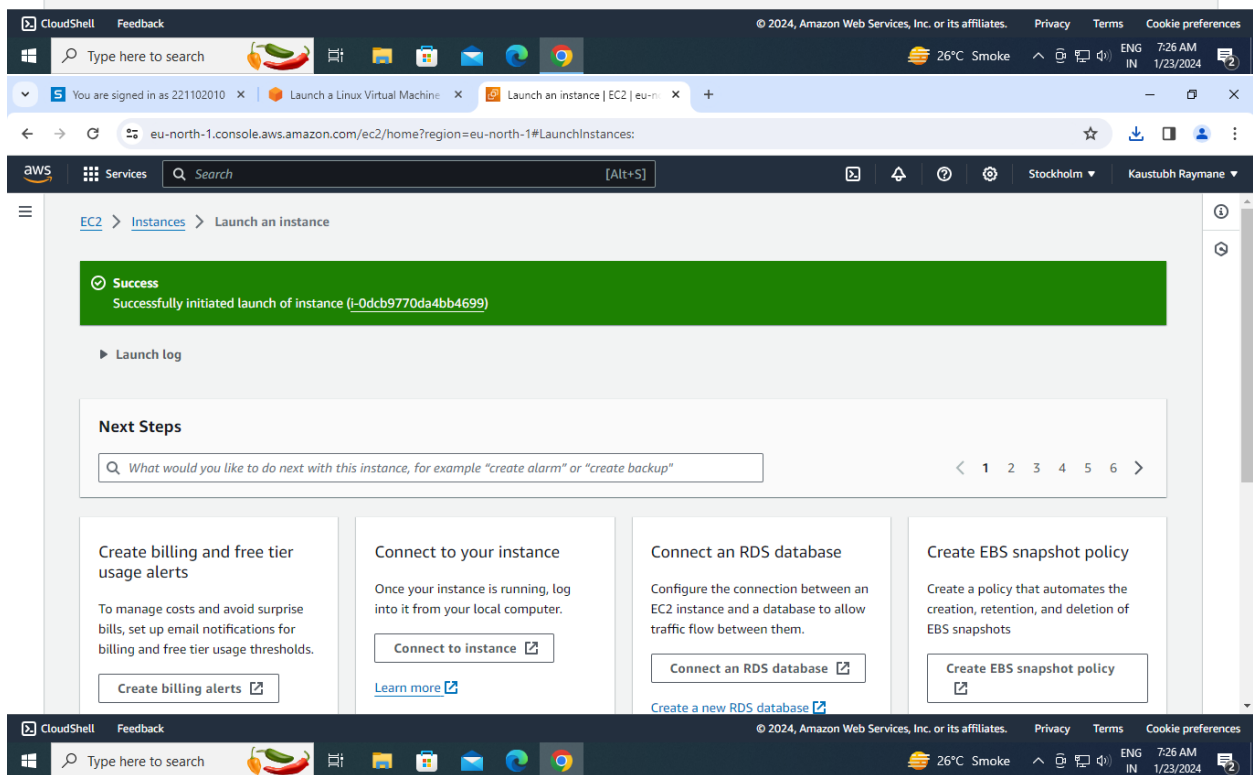 CloudShell Feedback © 2024, Amazon Web Services, Inc. or its affiliates. Privacy Terms Cookie preferences
Type here to search 26°C Smoke ENG 7:26 AM
IN 1/23/2024 2
S You are signed in as 221102010 Launch a Linux Virtual Machine Launch an instance | EC2 | eu-n
eu-north-1.console.aws.amazon.com/ec2/home?region=eu-north-1#LaunchInstances:
aws Services Search [Alt+S] Stockholm Kaustubh Raymane
EC2 Instances Launch an instance
Success
Successfully initiated launch of instance (i-0dcb9770da4bb4699)
Launch log
Next Steps
What would you like to do next with this instance, for example "create alarm" or "create backup"
1 2 3 4 5 6
Create billing and free tier
usage alerts
To manage costs and avoid surprise
bills, set up email notifications for
billing and free tier usage thresholds.
Create billing alerts
Connect to your instance
Once your instance is running, log
into it from your local computer.
Connect to instance
Learn more
Connect an RDS database
Configure the connection between an
EC2 instance and a database to allow
traffic flow between them.
Connect an RDS database
Create a new RDS database
Create EBS snapshot policy
Create a policy that automates the
creation, retention, and deletion of
EBS snapshots
Create EBS snapshot policy
CloudShell Feedback © 2024, Amazon Web Services, Inc. or its affiliates. Privacy Terms Cookie preferences
Type here to search 26°C Smoke ENG 7:26 AM
IN 1/23/2024 2